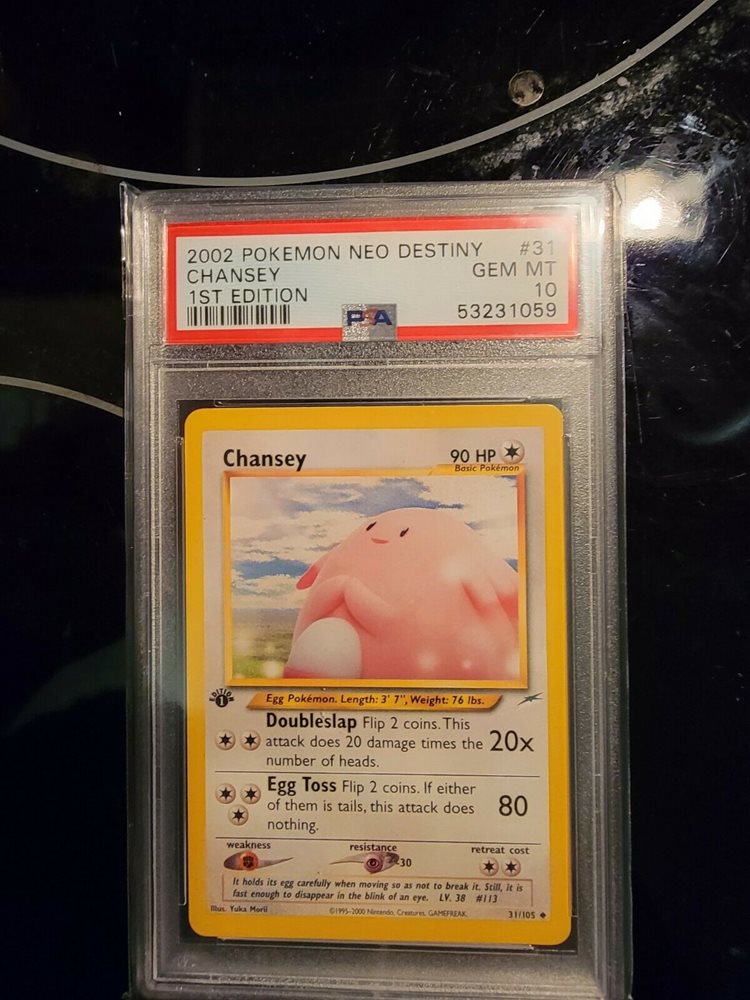 2002 POKEMON NEO DESTINY #31
CHANSEY GEM MT
1ST EDITION 10
PSA 53231059
Chansey 90 HP
Basic Pokémon
EDITION
1
Egg Pokémon. Length: 3' 7", Weight: 76 lbs.
Doubleslap Flip 2 coins. This
attack does 20 damage times the 20x
number of heads.
Egg Toss Flip 2 coins. If either
of them is tails, this attack does 80
nothing.
weakness resistance retreat cost
-30
It holds its egg carefully when moving so as not to break it. Still, it is
fast enough to disappear in the blink of an eye. LV. 38 #113
Illus. Yuka Morii ©1995-2000 Nintendo, Creatures, GAMEFREAK. 31/105